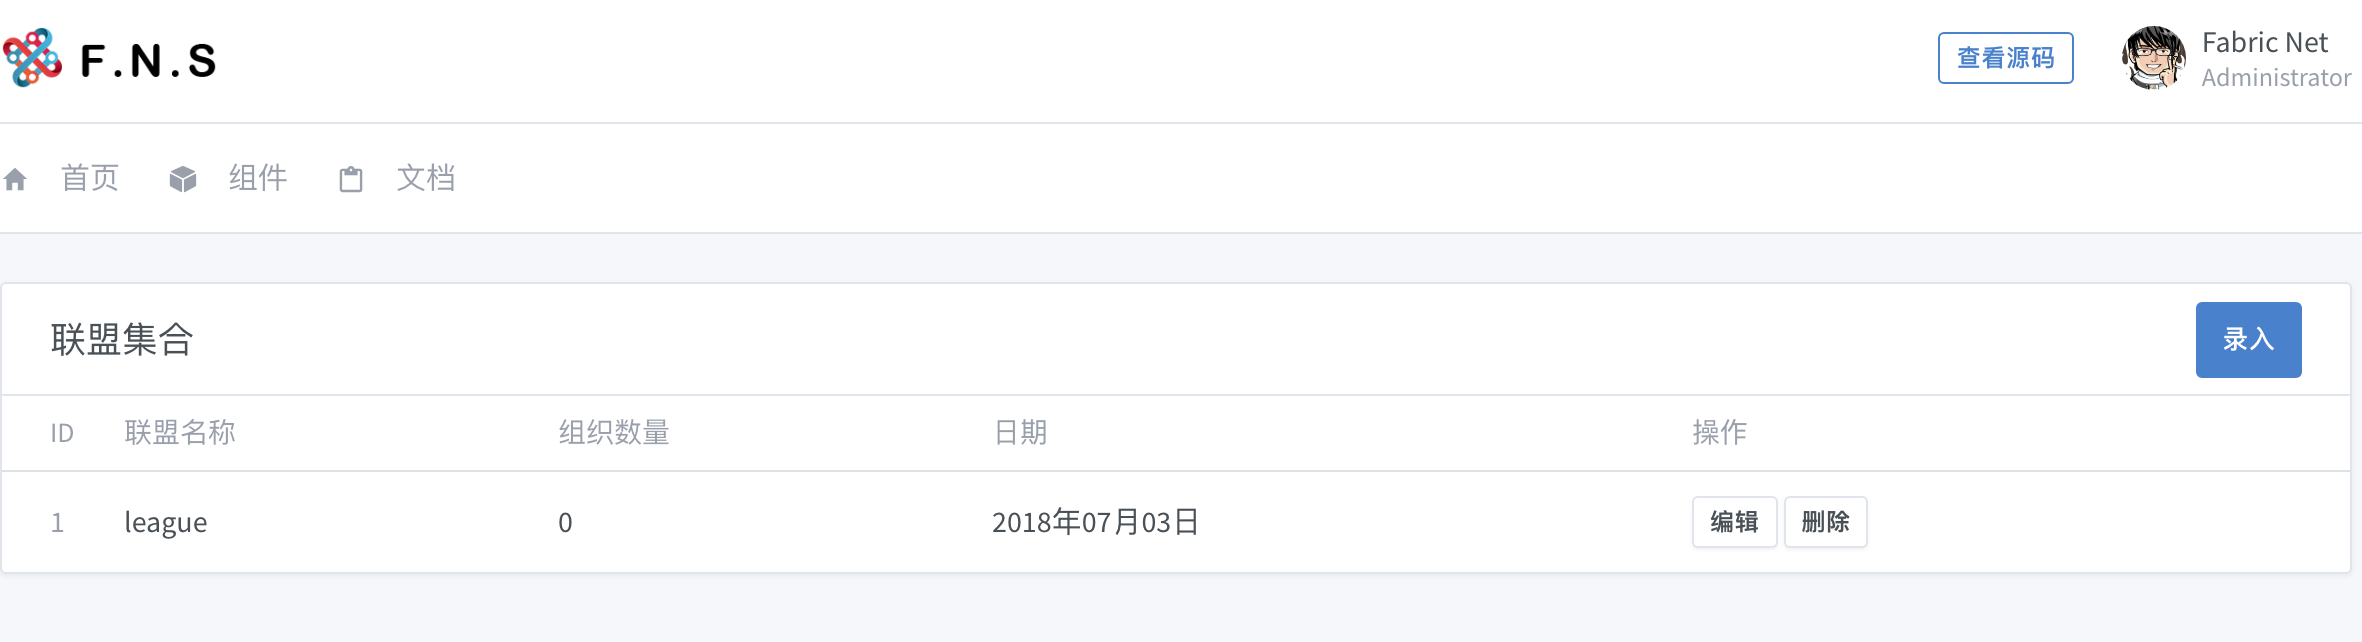 F.N.S
查看源码
Fabric Net
Administrator
首页 组件 文档
联盟集合 录入
ID 联盟名称 组织数量 日期 操作
1 league 0 2018年07月03日 编辑 删除